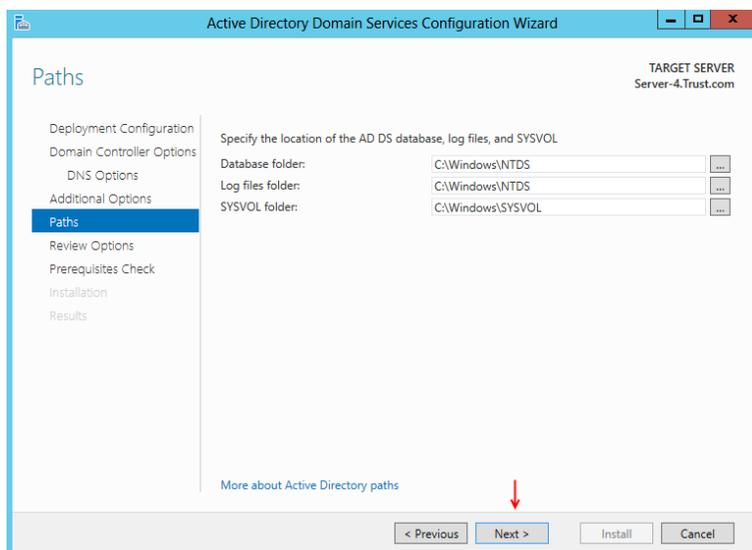 Active Directory Domain Services Configuration Wizard
Paths
TARGET SERVER
Server-4.Trust.com
Deployment Configuration
Domain Controller Options
DNS Options
Additional Options
Paths
Review Options
Prerequisites Check
Installation
Results
Specify the location of the AD DS database, log files, and SYSVOL
Database folder: C:\Windows\NTDS ...
Log files folder: C:\Windows\NTDS ...
SYSVOL folder: C:\Windows\SYSVOL ...
More about Active Directory paths
< Previous Next > Install Cancel